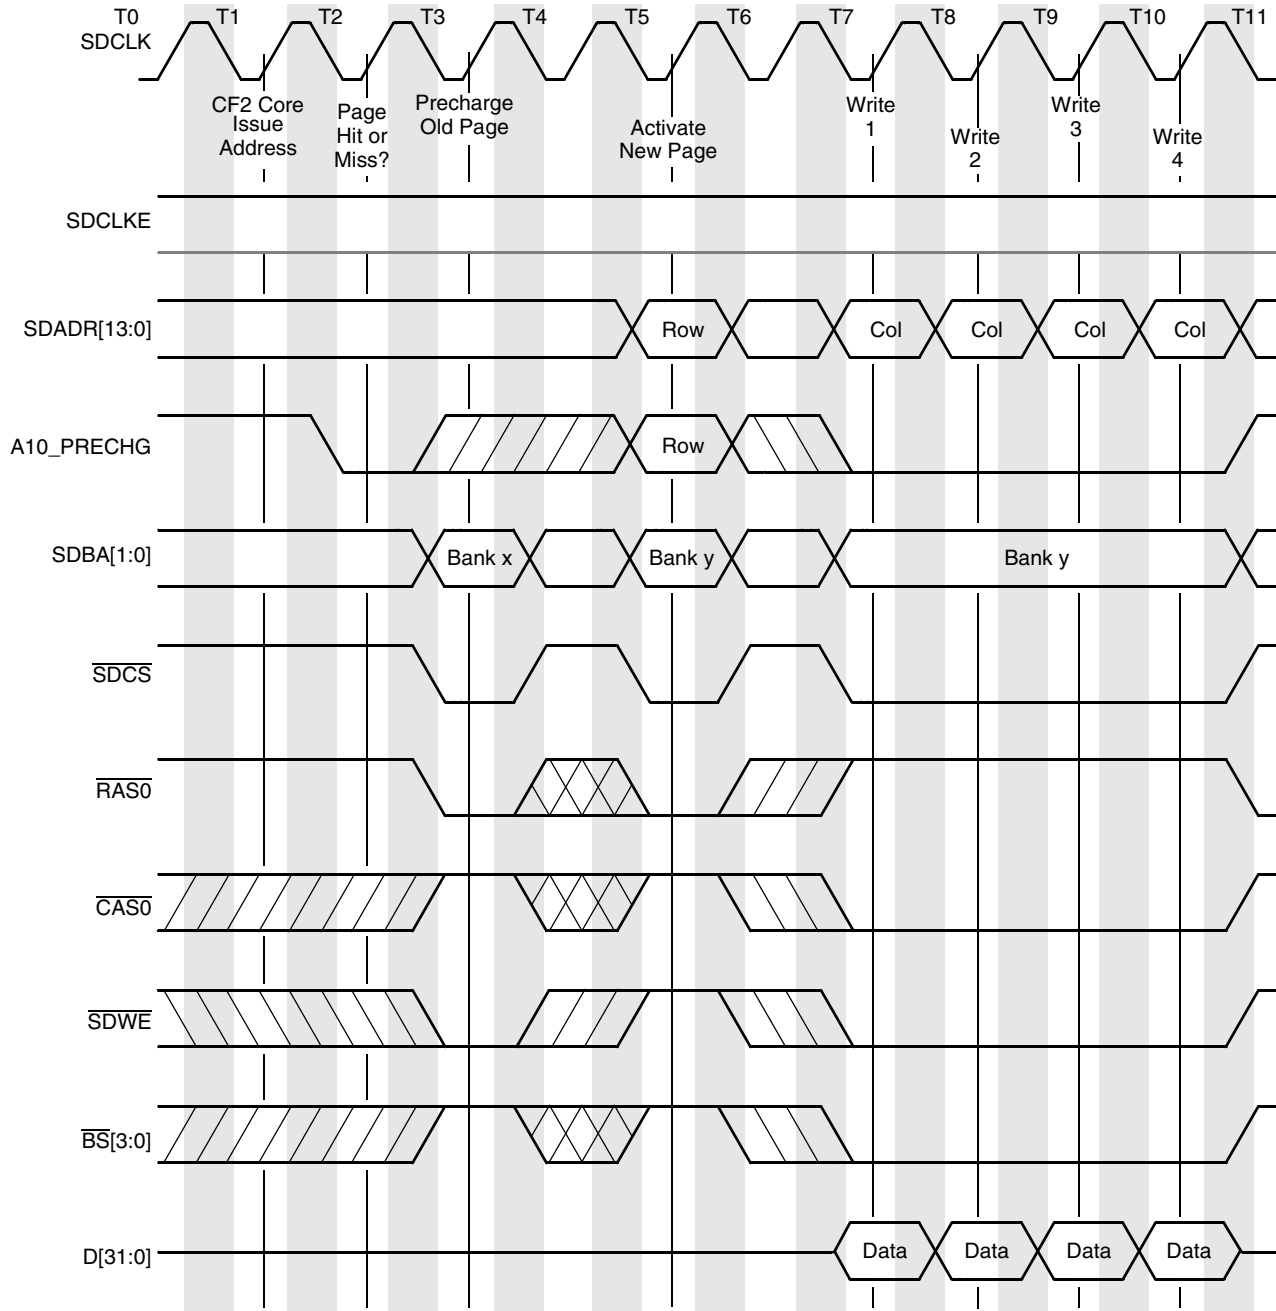 T0 T1 T2 T3 T4 T5 T6 T7 T8 T9 T10 T11
SDCLK
CF2 Core
Issue
Address
Page
Hit or
Miss?
Precharge
Old Page
Activate
New Page
Write
1
Write
2
Write
3
Write
4
SDCLKE
SDADR[13:0]
Row Col Col Col Col
A10_PRECHG
Row
SDBA[1:0]
Bank x Bank y Bank y
SDCS
RAS0
CAS0
SDWE
BS[3:0]
D[31:0]
Data Data Data Data